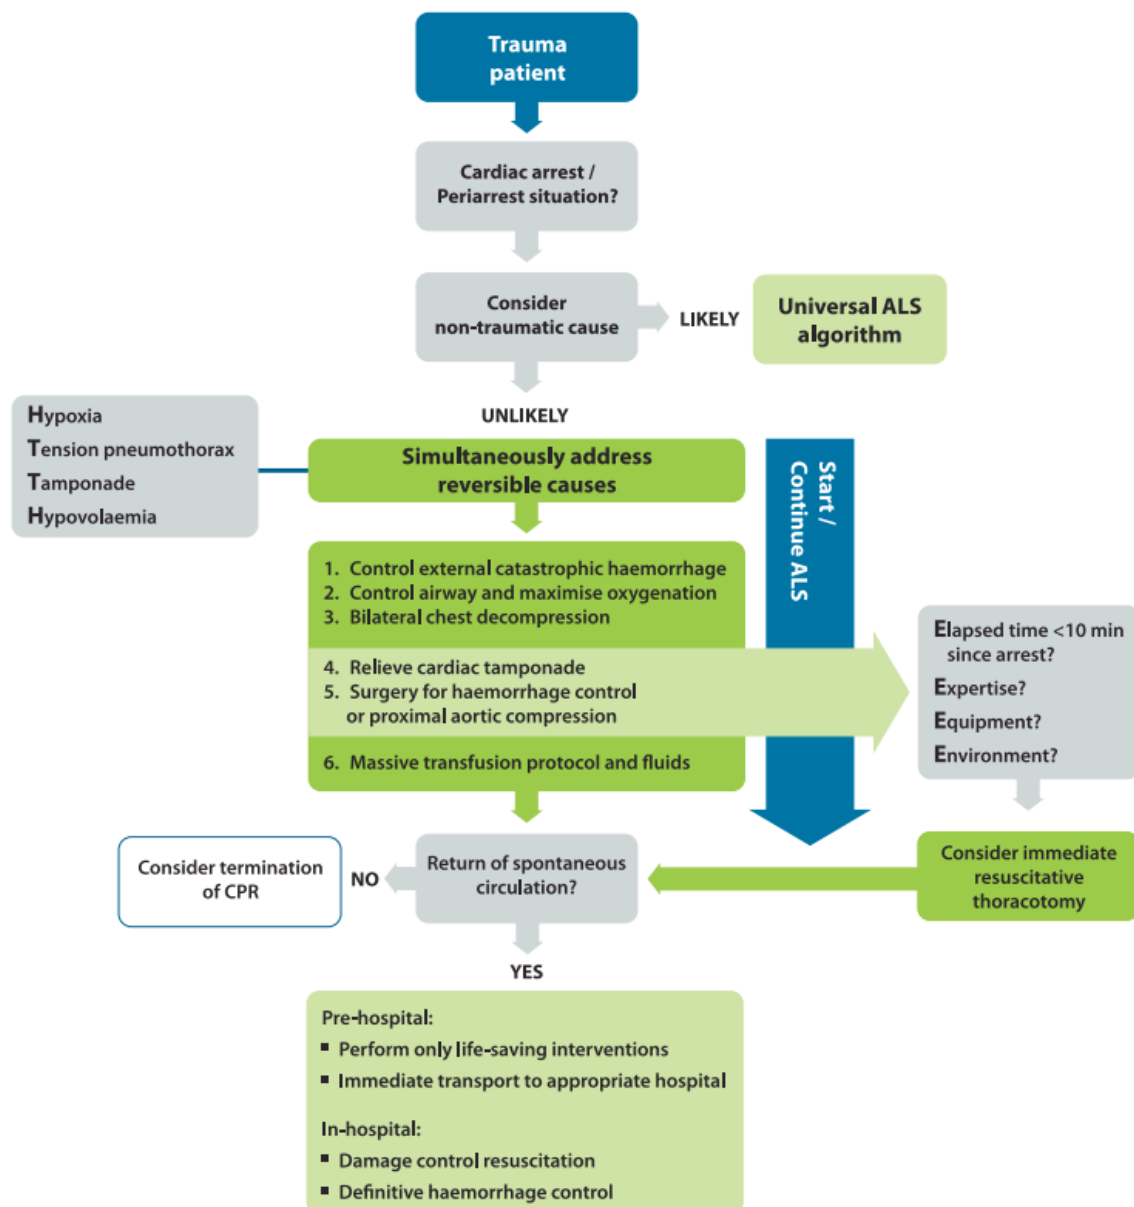 Trauma
patient
Cardiac arrest /
Periarrest situation?
Consider
non-traumatic cause
LIKELY
Universal ALS
algorithm
UNLIKELY
Hypoxia
Tension pneumothorax
Tamponade
Hypovolaemia
Simultaneously address
reversible causes
Start /
Continue ALS
1. Control external catastrophic haemorrhage
2. Control airway and maximise oxygenation
3. Bilateral chest decompression
4. Relieve cardiac tamponade
5. Surgery for haemorrhage control
or proximal aortic compression
6. Massive transfusion protocol and fluids
Elapsed time <10 min
since arrest?
Expertise?
Equipment?
Environment?
Consider immediate
resuscitative
thoracotomy
Return of spontaneous
circulation?
NO
Consider termination
of CPR
YES
Pre-hospital:
▪ Perform only life-saving interventions
▪ Immediate transport to appropriate hospital
In-hospital:
▪ Damage control resuscitation
▪ Definitive haemorrhage control